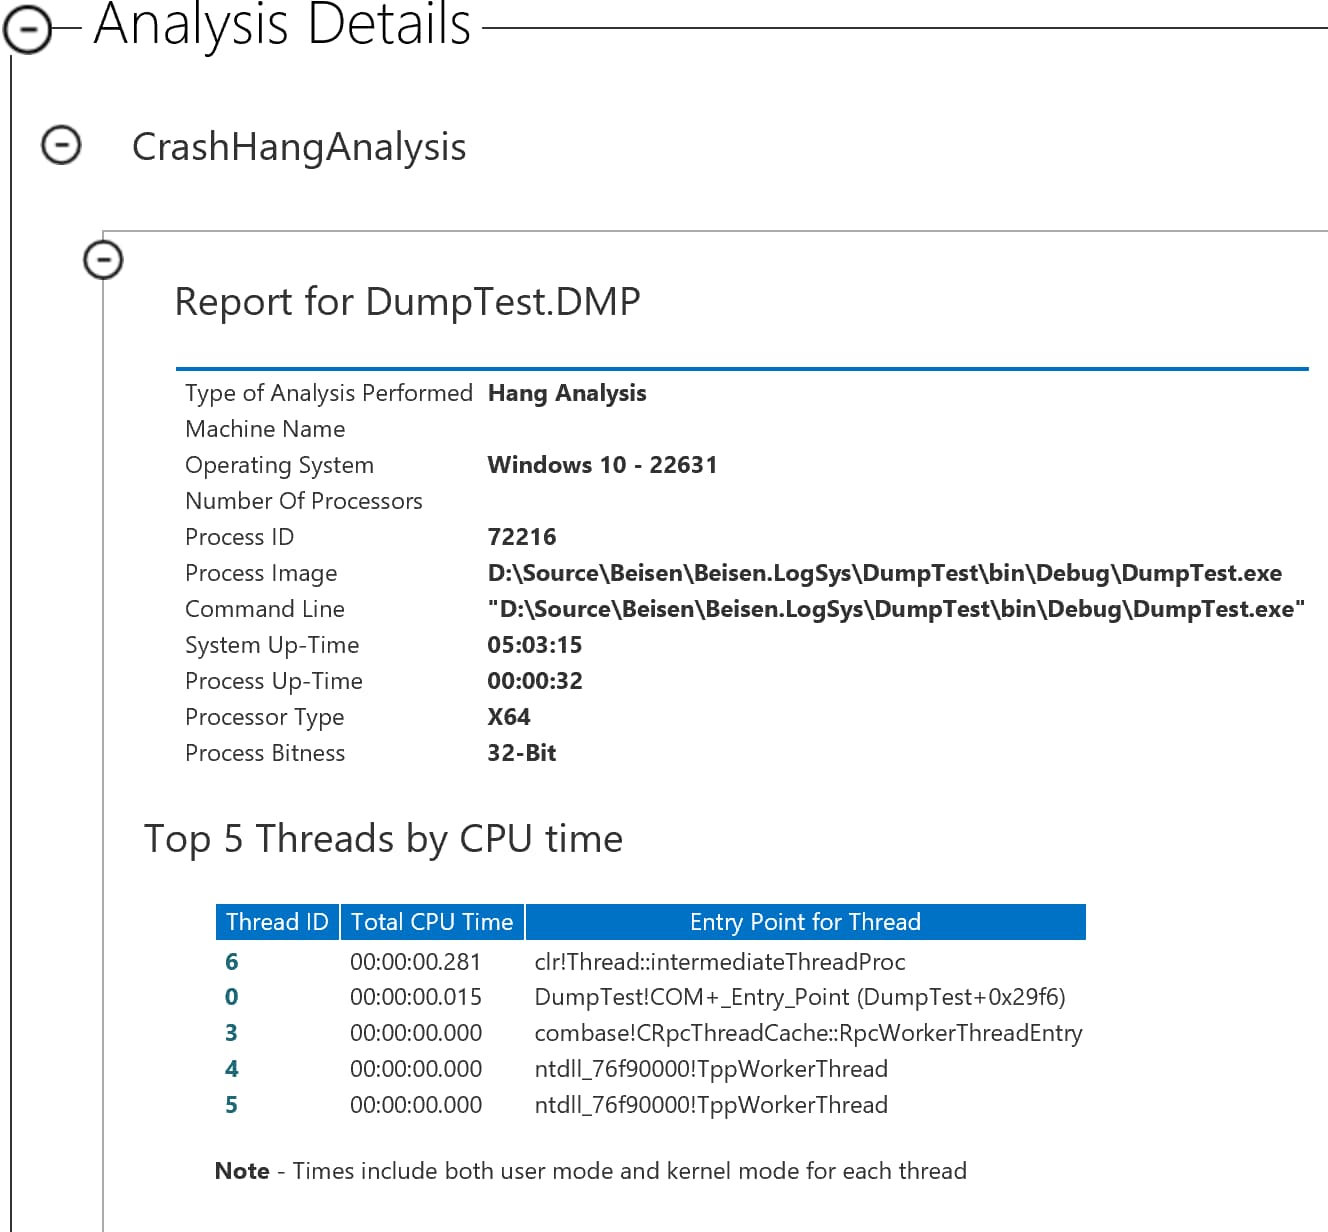 Analysis Details
CrashHangAnalysis
Report for DumpTest.DMP
Type of Analysis Performed Hang Analysis
Machine Name
Operating System Windows 10 - 22631
Number Of Processors
Process ID 72216
Process Image D:\Source\Beisen\Beisen.LogSys\DumpTest\bin\Debug\DumpTest.exe
Command Line "D:\Source\Beisen\Beisen.LogSys\DumpTest\bin\Debug\DumpTest.exe"
System Up-Time 05:03:15
Process Up-Time 00:00:32
Processor Type X64
Process Bitness 32-Bit
Top 5 Threads by CPU time
Thread ID Total CPU Time Entry Point for Thread
6 00:00:00.281 clr!Thread::intermediateThreadProc
0 00:00:00.015 DumpTest!COM+_Entry_Point (DumpTest+0x29f6)
3 00:00:00.000 combase!CRpcThreadCache::RpcWorkerThreadEntry
4 00:00:00.000 ntdll_76f90000!TppWorkerThread
5 00:00:00.000 ntdll_76f90000!TppWorkerThread
Note - Times include both user mode and kernel mode for each thread